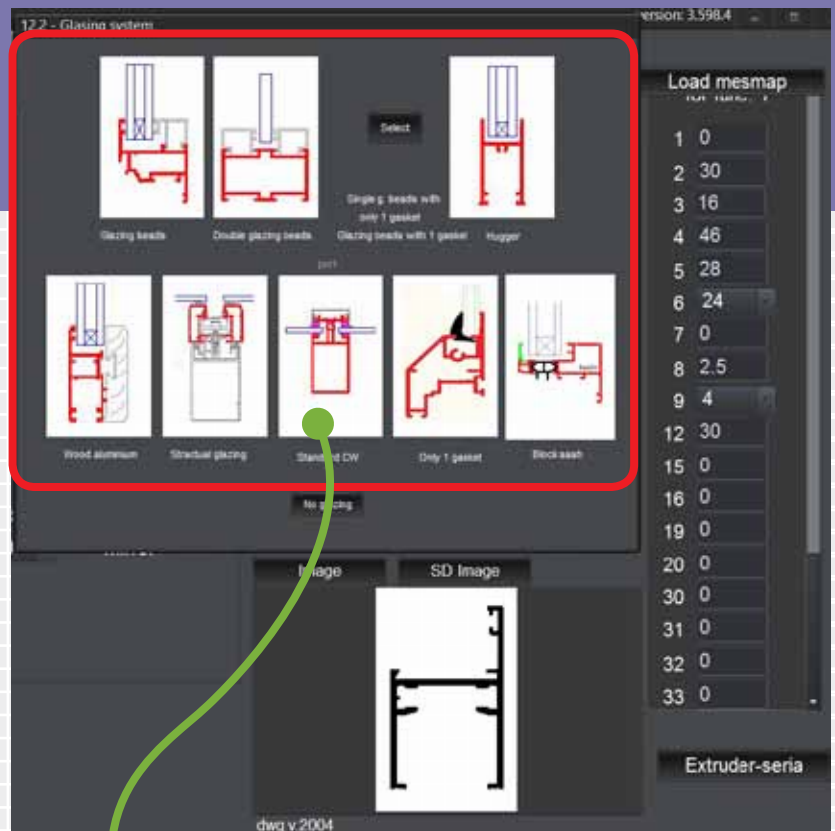 12.2 - Glasing system
version: 3.598.4
Select
Single g. beads with
only 1 gasket
Glazing beads
Double glazing beads
Glazing beads with 1 gasket
Hugger
part
Wood aluminium
Structual glazing
Standard CW
Only 1 gasket
Block sash
No glazing
Load mesmap
1 0
2 30
3 16
4 46
5 28
6 24
7 0
8 2.5
9 4
12 30
15 0
16 0
19 0
20 0
30 0
31 0
32 0
33 0
Image
SD Image
dwg v.2004
Extruder-seria